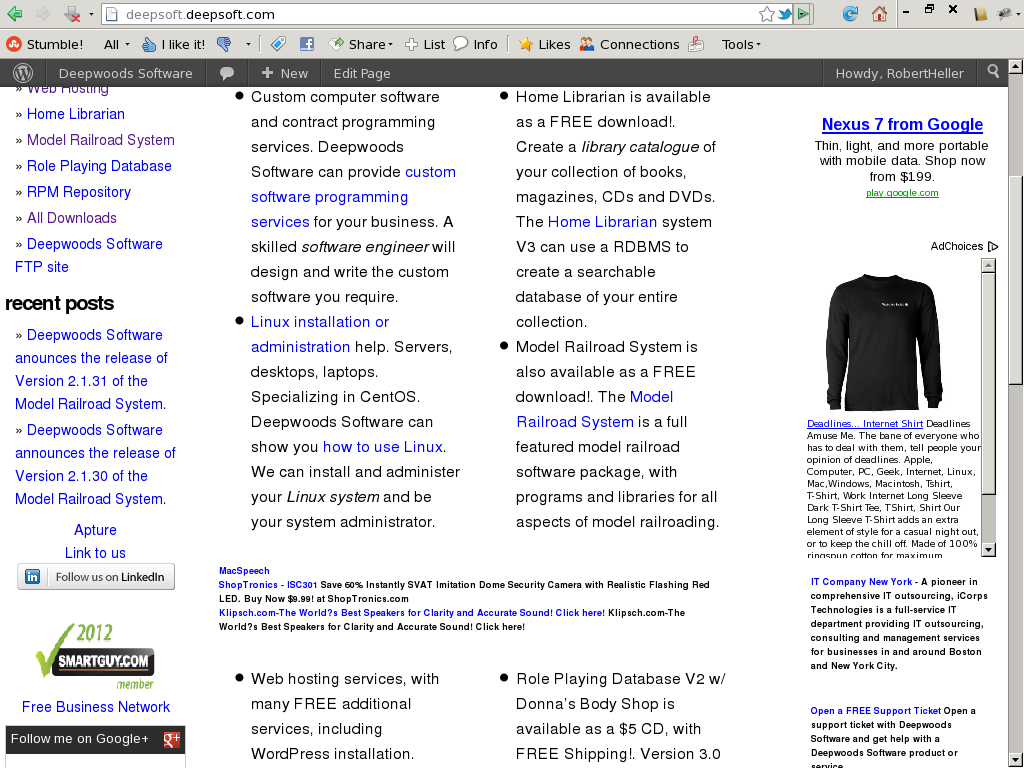 deepsoft.deepsoft.com
Stumble! All I like it! Share List Info Likes Connections Tools
Deepwoods Software New Edit Page Howdy, RobertHeller
» Web Hosting
» Home Librarian
» Model Railroad System
» Role Playing Database
» RPM Repository
» All Downloads
» Deepwoods Software
FTP site
recent posts
» Deepwoods Software
anounces the release of
Version 2.1.31 of the
Model Railroad System.
» Deepwoods Software
announces the release of
Version 2.1.30 of the
Model Railroad System.
Apture
Link to us
in Follow us on LinkedIn
2012
SMARTGUY.COM
member
Free Business Network
Follow me on Google+ g+
• Custom computer software
and contract programming
services. Deepwoods
Software can provide custom
software programming
services for your business. A
skilled software engineer will
design and write the custom
software you require.
• Linux installation or
administration help. Servers,
desktops, laptops.
Specializing in CentOS.
Deepwoods Software can
show you how to use Linux.
We can install and administer
your Linux system and be
your system administrator.
• Home Librarian is available
as a FREE download!.
Create a library catalogue of
your collection of books,
magazines, CDs and DVDs.
The Home Librarian system
V3 can use a RDBMS to
create a searchable
database of your entire
collection.
• Model Railroad System is
also available as a FREE
download!. The Model
Railroad System is a full
featured model railroad
software package, with
programs and libraries for all
aspects of model railroading.
MacSpeech
ShopTronics - ISC301 Save 60% Instantly SVAT Imitation Dome Security Camera with Realistic Flashing Red
LED. Buy Now $9.99! at ShopTronics.com
Klipsch.com-The World?s Best Speakers for Clarity and Accurate Sound! Click here! Klipsch.com-The
World?s Best Speakers for Clarity and Accurate Sound! Click here!
• Web hosting services, with
many FREE additional
services, including
WordPress installation.
• Role Playing Database V2 w/
Donna's Body Shop is
available as a $5 CD, with
FREE Shipping!. Version 3.0
Nexus 7 from Google
Thin, light, and more portable
with mobile data. Shop now
from $199.
play.google.com
AdChoices
Deadlines... Internet Shirt Deadlines
Amuse Me. The bane of everyone who
has to deal with them, tell people your
opinion of deadlines. Apple,
Computer, PC, Geek, Internet, Linux,
Mac,Windows, Macintosh, Tshirt,
T-Shirt, Work Internet Long Sleeve
Dark T-Shirt Tee, TShirt, Shirt Our
Long Sleeve T-Shirt adds an extra
element of style for a casual night out,
or to keep the chill off. Made of 100%
ringspun cotton for maximum
IT Company New York - A pioneer in
comprehensive IT outsourcing, iCorps
Technologies is a full-service IT
department providing IT outsourcing,
consulting and management services
for businesses in and around Boston
and New York City.
Open a FREE Support Ticket Open a
support ticket with Deepwoods
Software and get help with a
Deepwoods Software product or
service.